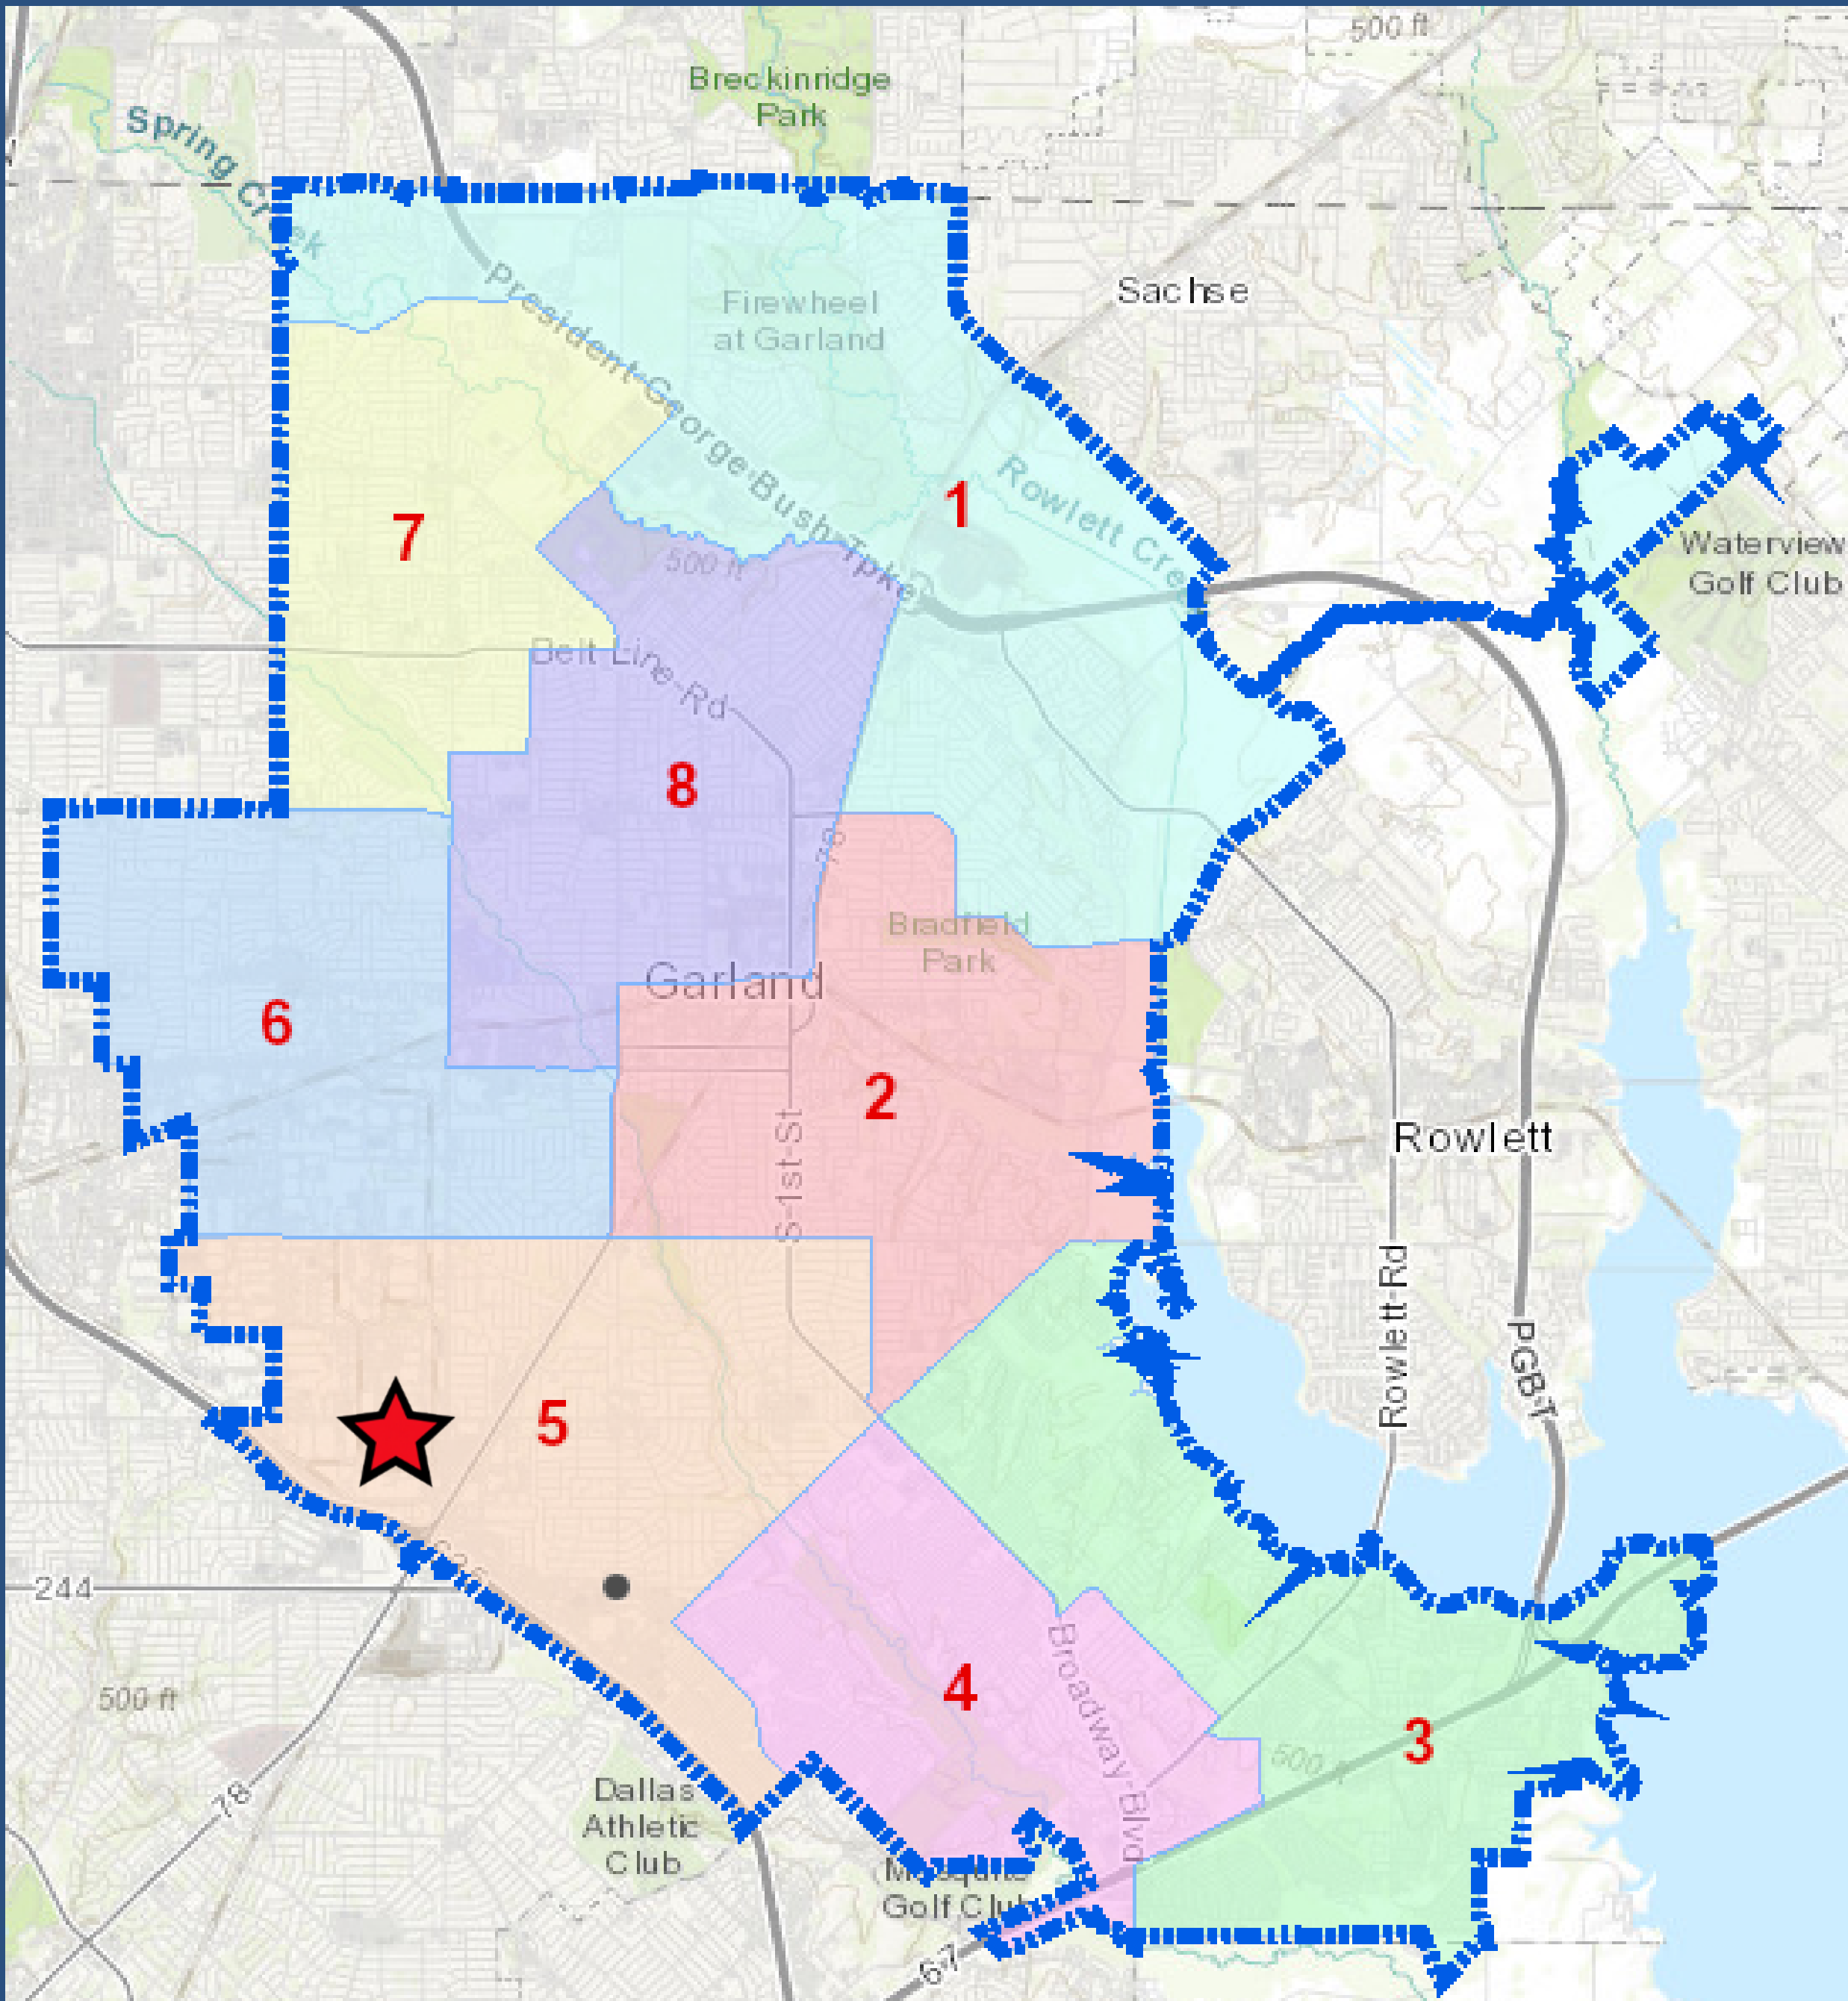 500 ft
Breckinridge
Park
Spring Creek
Sachse
Firewheel
at Garland
President George Bush Tpke
Rowlett Cre
1
7
500 ft
Waterview
Golf Club
Belt Line Rd
8
78
Bradfield
Park
Garland
6
2
Rowlett
S 1st St
Rowlett Rd
PGBT
5
244
500 ft
4
Broadway Blvd
3
500 ft
78
Dallas
Athletic
Club
Mesquite
Golf Club
67